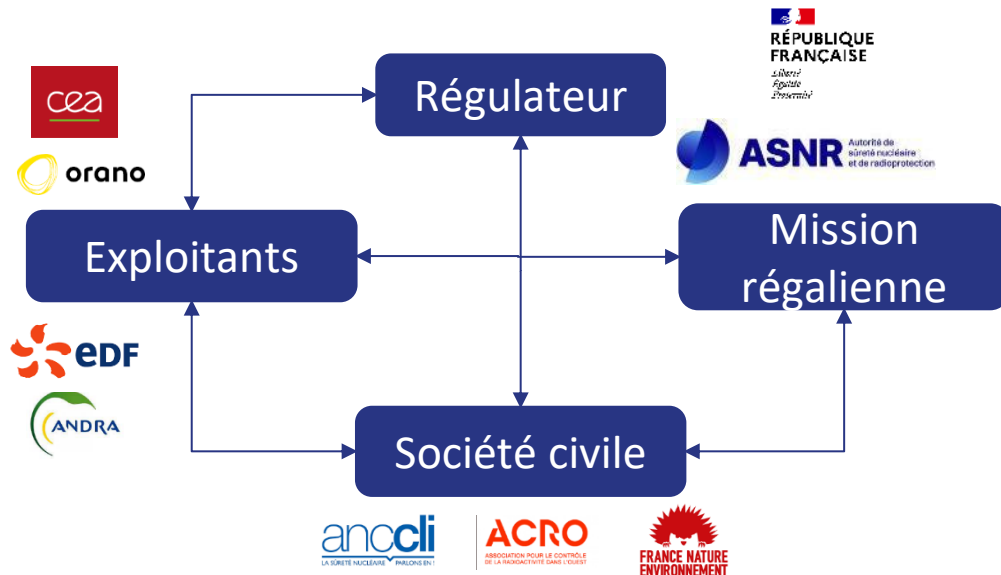 RÉPUBLIQUE
FRANÇAISE
Liberté
Égalité
Fraternité
cea
Régulateur
ASNR
Autorité de
sûreté nucléaire
et de radioprotection
orano
Exploitants
Mission
régalienne
eDF
ANDRA
Société civile
anccli
LA SÛRETÉ NUCLÉAIRE PARLONS EN !
ACRO
ASSOCIATION POUR LE CONTRÔLE
DE LA RADIOACTIVITÉ DANS L'OUEST
FRANCE NATURE
ENVIRONNEMENT